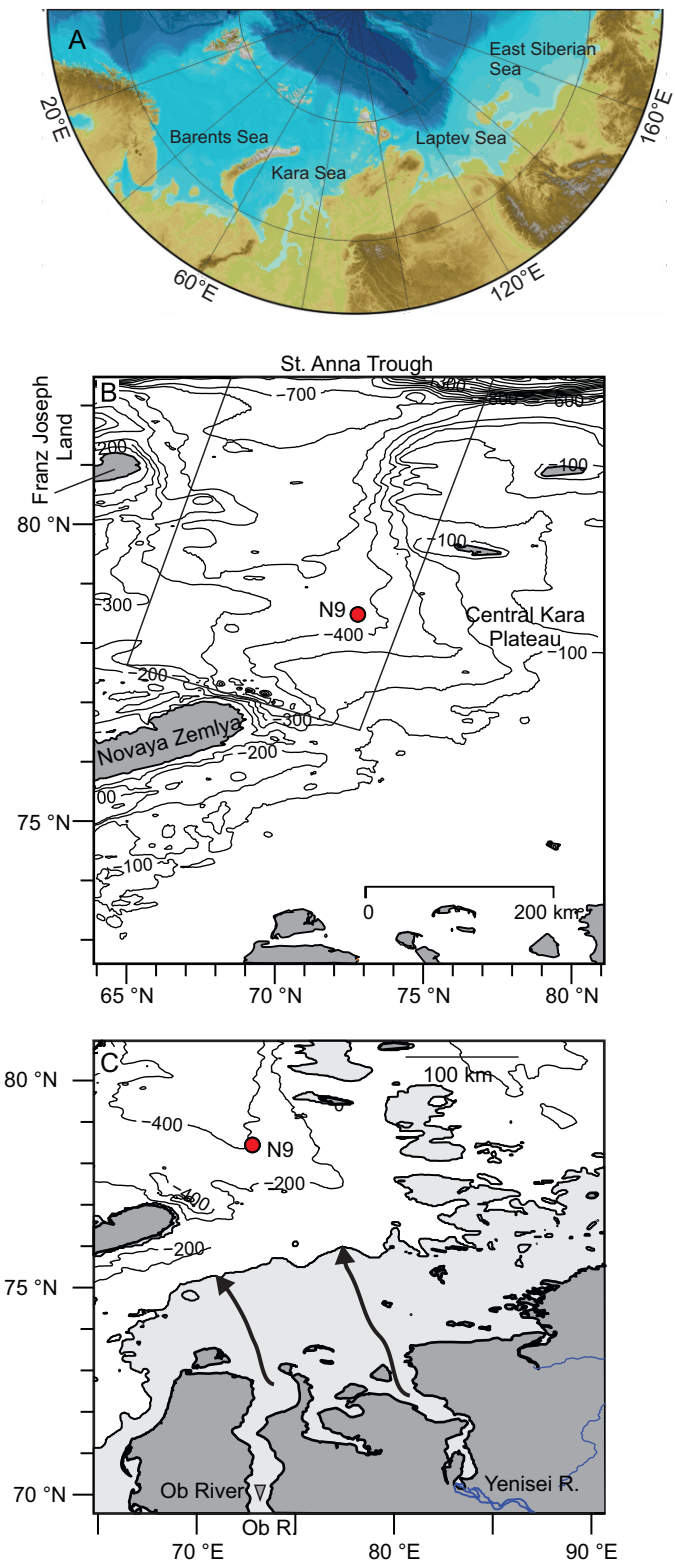 A
East Siberian
Sea
20°E
Barents Sea
Laptev Sea
160°E
Kara Sea
60°E
120°E
St. Anna Trough
B
−700
600
Franz Joseph
Land
200
−100
80 °N
−100
−300
N9
Central Kara
Plateau
−400
−100
−200
−300
Novaya Zemlya
−200
00
75 °N
−100
0
200 km
65 °N
70 °N
75 °N
80 °N
C
80 °N
100 km
−400
N9
−200
−400
−200
75 °N
70 °N
Ob River
Yenisei R.
Ob R.
70 °E
80 °E
90 °E